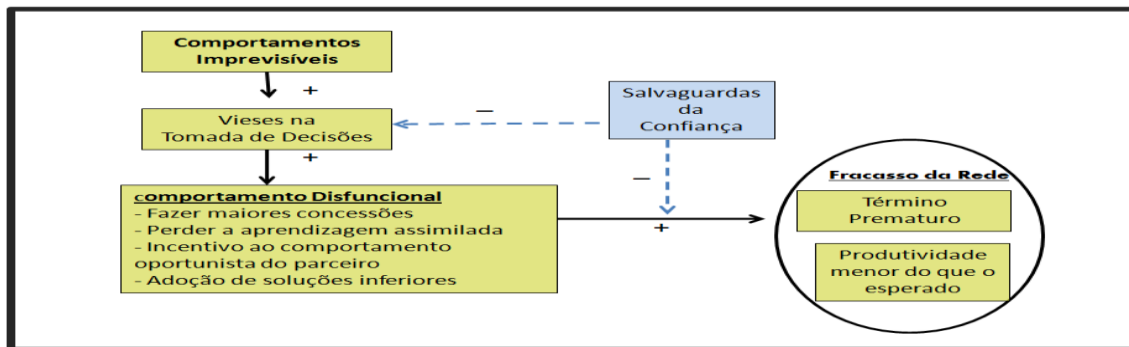 Comportamentos
Imprevisíveis
+
Vieses na
Tomada de Decisões
+
Salvaguardas
da
Confiança
–
–
comportamento Disfuncional
- Fazer maiores concessões
- Perder a aprendizagem assimilada
- Incentivo ao comportamento
oportunista do parceiro
- Adoção de soluções inferiores
+
Fracasso da Rede
Término
Prematuro
Produtividade
menor do que o
esperado